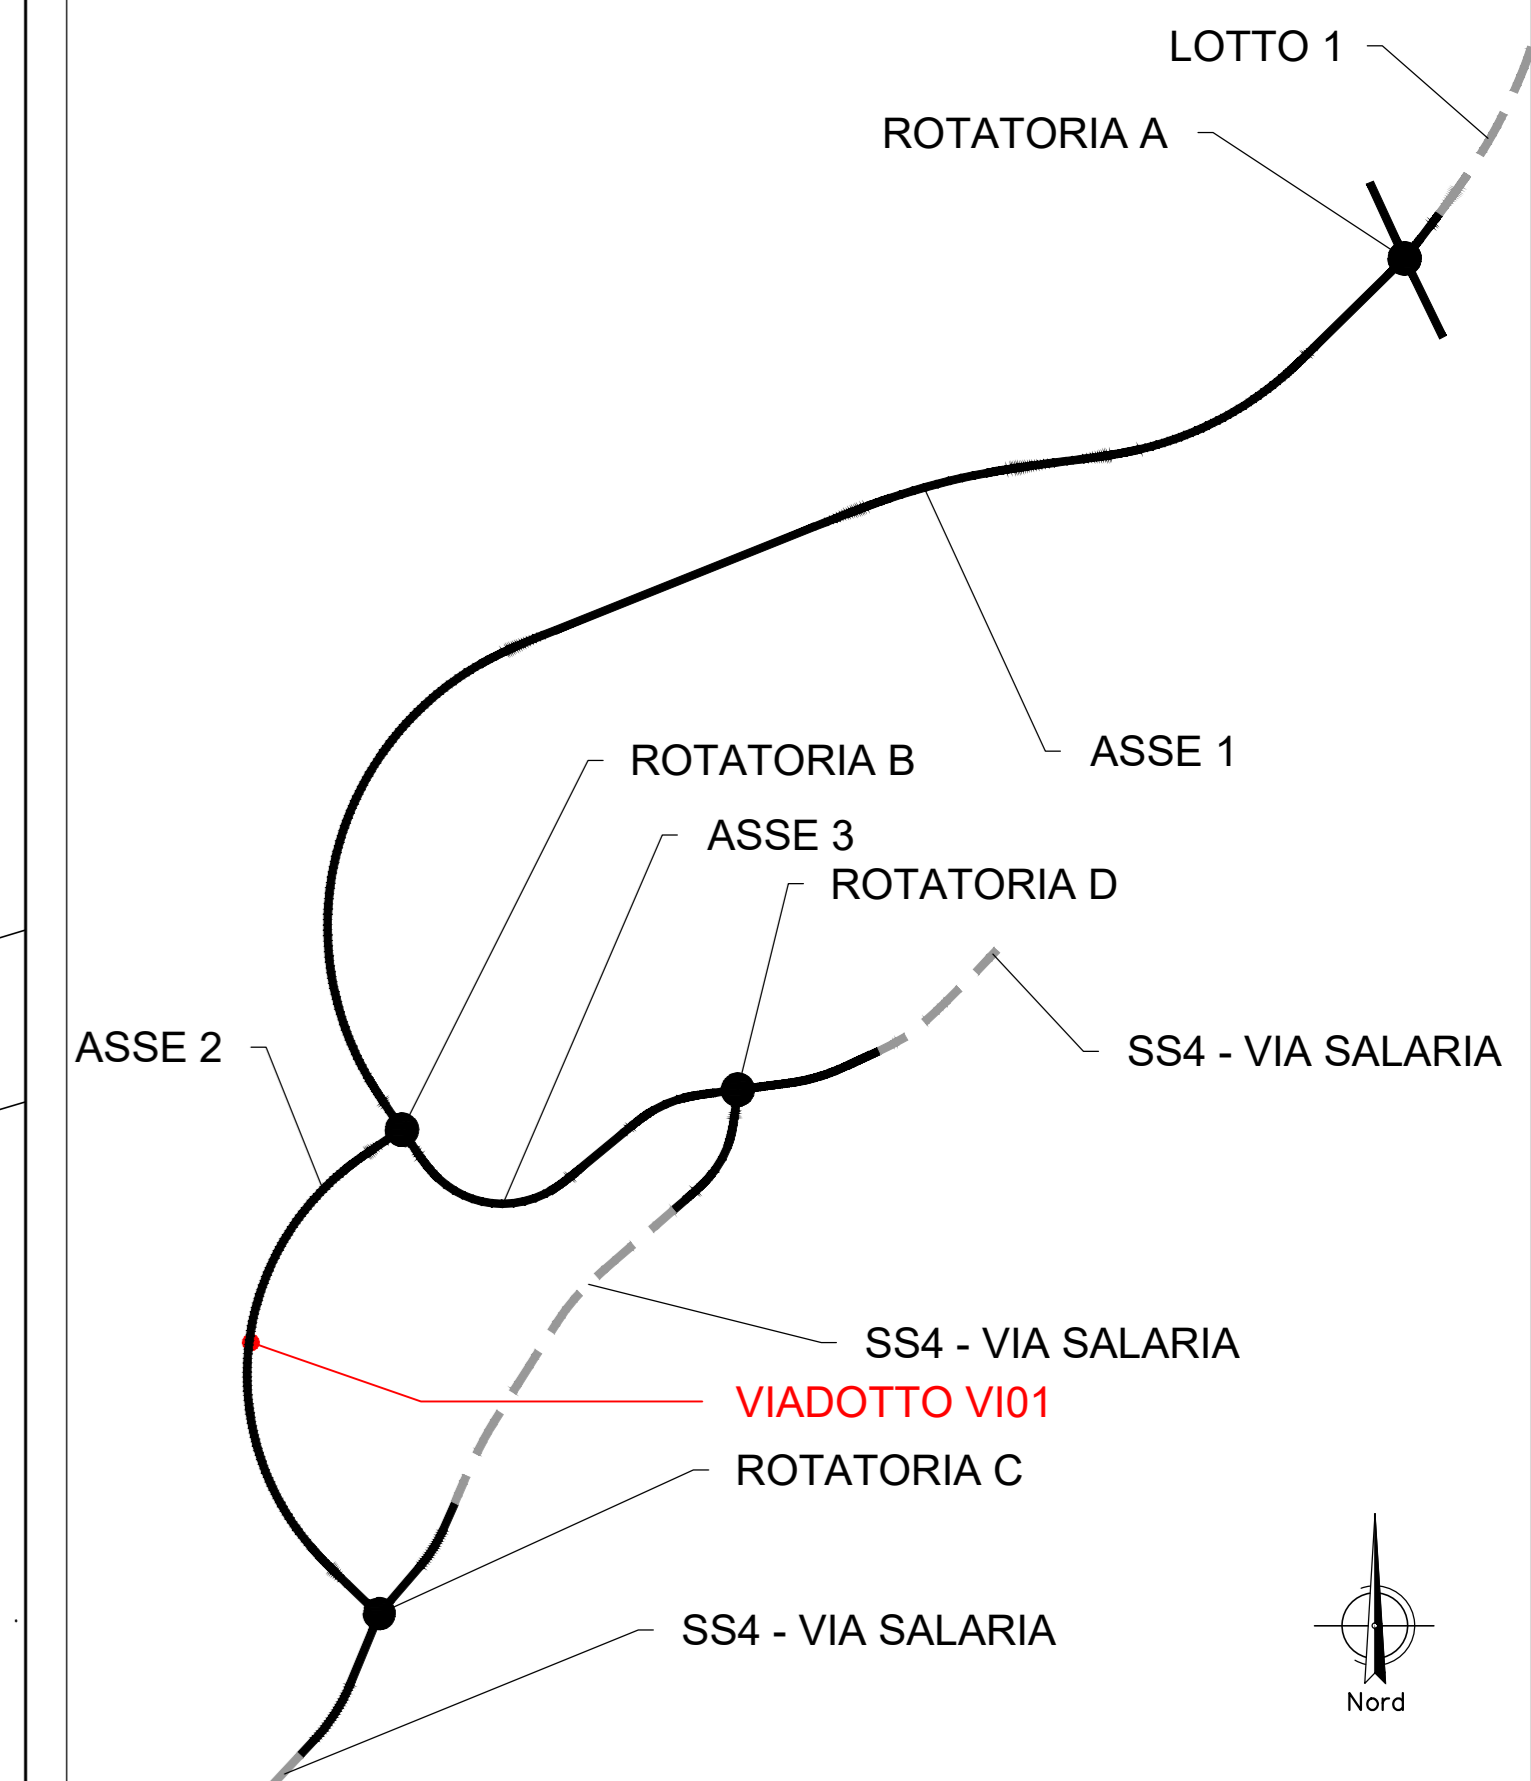 LOTTO 1
ROTATORIA A
ASSE 1
ROTATORIA B
ASSE 3
ROTATORIA D
ASSE 2
SS4 - VIA SALARIA
SS4 - VIA SALARIA
VIADOTTO VI01
ROTATORIA C
SS4 - VIA SALARIA
Nord